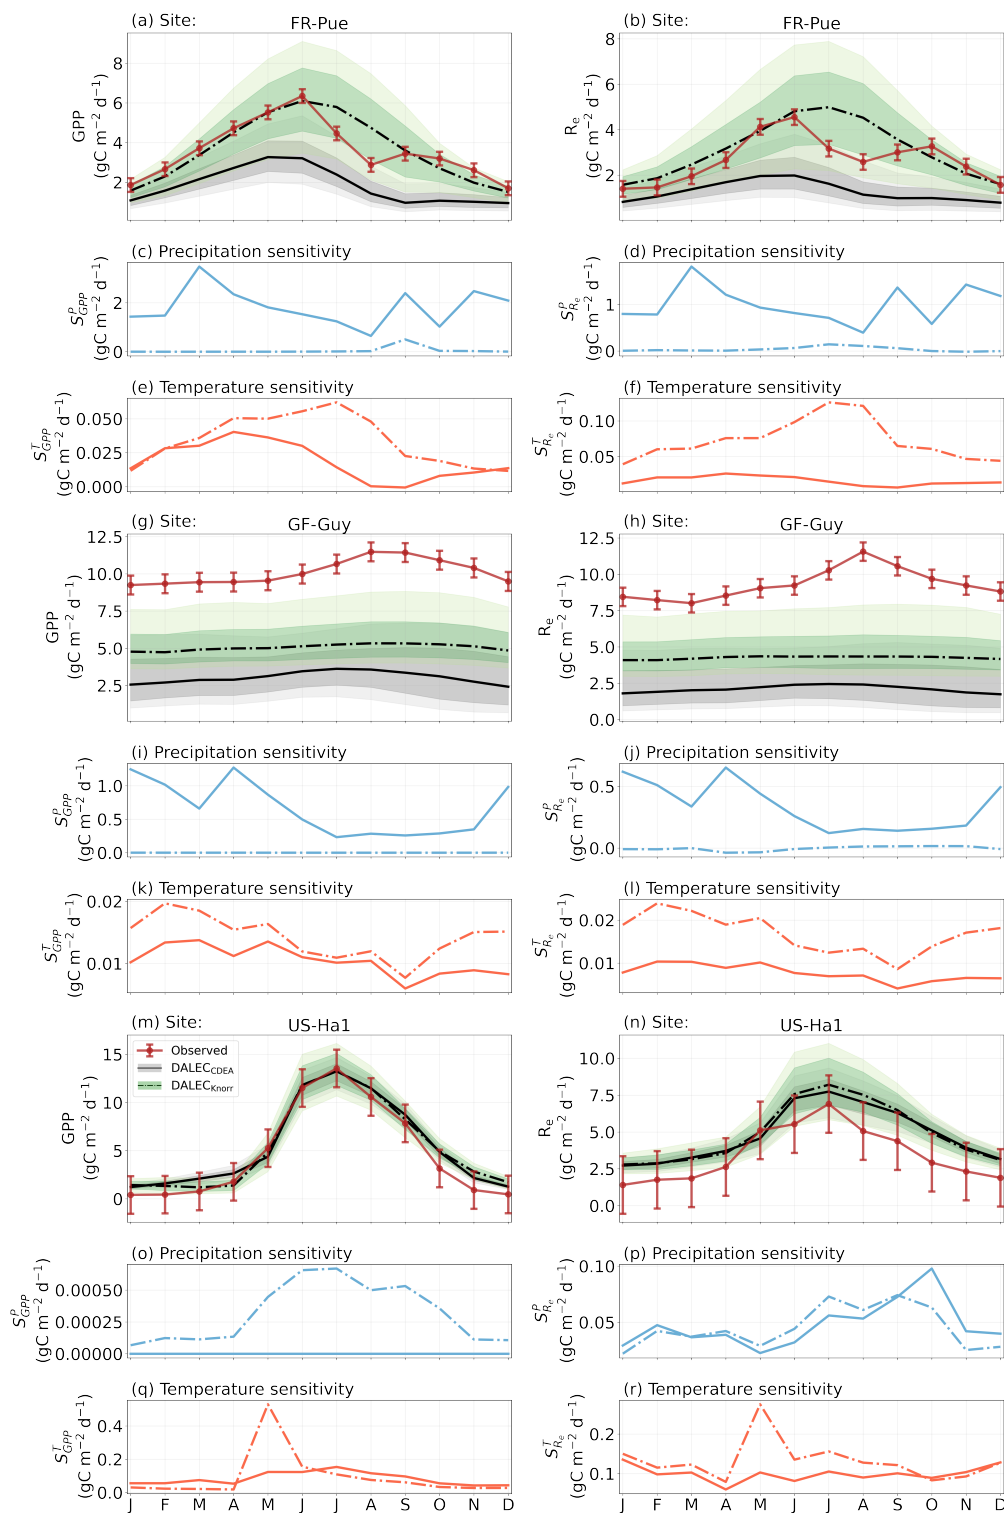 (a) Site: FR-Pue
GPP
(gC m⁻² d⁻¹)
8
6
4
2
(b) Site: FR-Pue
Rₑ
(gC m⁻² d⁻¹)
8
6
4
2
(c) Precipitation sensitivity
S^P_GPP
(gC m⁻² d⁻¹)
2
0
(d) Precipitation sensitivity
S^P_Rₑ
(gC m⁻² d⁻¹)
1
0
(e) Temperature sensitivity
S^T_GPP
(gC m⁻² d⁻¹)
0.050
0.025
0.000
(f) Temperature sensitivity
S^T_Rₑ
(gC m⁻² d⁻¹)
0.10
0.05
(g) Site: GF-Guy
GPP
(gC m⁻² d⁻¹)
12.5
10.0
7.5
5.0
2.5
(h) Site: GF-Guy
Rₑ
(gC m⁻² d⁻¹)
12.5
10.0
7.5
5.0
2.5
0.0
(i) Precipitation sensitivity
S^P_GPP
(gC m⁻² d⁻¹)
1.0
0.5
0.0
(j) Precipitation sensitivity
S^P_Rₑ
(gC m⁻² d⁻¹)
0.5
0.0
(k) Temperature sensitivity
S^T_GPP
(gC m⁻² d⁻¹)
0.02
0.01
(l) Temperature sensitivity
S^T_Rₑ
(gC m⁻² d⁻¹)
0.02
0.01
(m) Site: US-Ha1
GPP
(gC m⁻² d⁻¹)
15
10
5
0
Observed
DALEC_CDEA
DALEC_Knorr
(n) Site: US-Ha1
Rₑ
(gC m⁻² d⁻¹)
10.0
7.5
5.0
2.5
0.0
(o) Precipitation sensitivity
S^P_GPP
(gC m⁻² d⁻¹)
0.00050
0.00025
0.00000
(p) Precipitation sensitivity
S^P_Rₑ
(gC m⁻² d⁻¹)
0.10
0.05
(q) Temperature sensitivity
S^T_GPP
(gC m⁻² d⁻¹)
0.4
0.2
0.0
J F M A M J J A S O N D
(r) Temperature sensitivity
S^T_Rₑ
(gC m⁻² d⁻¹)
0.2
0.1
J F M A M J J A S O N D